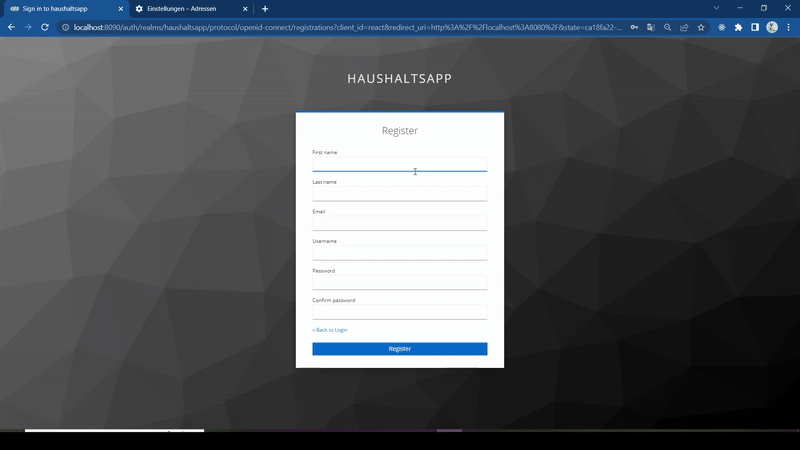 Sign in to haushaltsapp
Einstellungen – Adressen
localhost:8090/auth/realms/haushaltsapp/protocol/openid-connect/registrations?client_id=react&redirect_uri=http%3A%2F%2Flocalhost%3A8080%2F&state=ca18fa22-...
HAUSHALTSAPP
Register
First name
Last name
Email
Username
Password
Confirm password
« Back to Login
Register